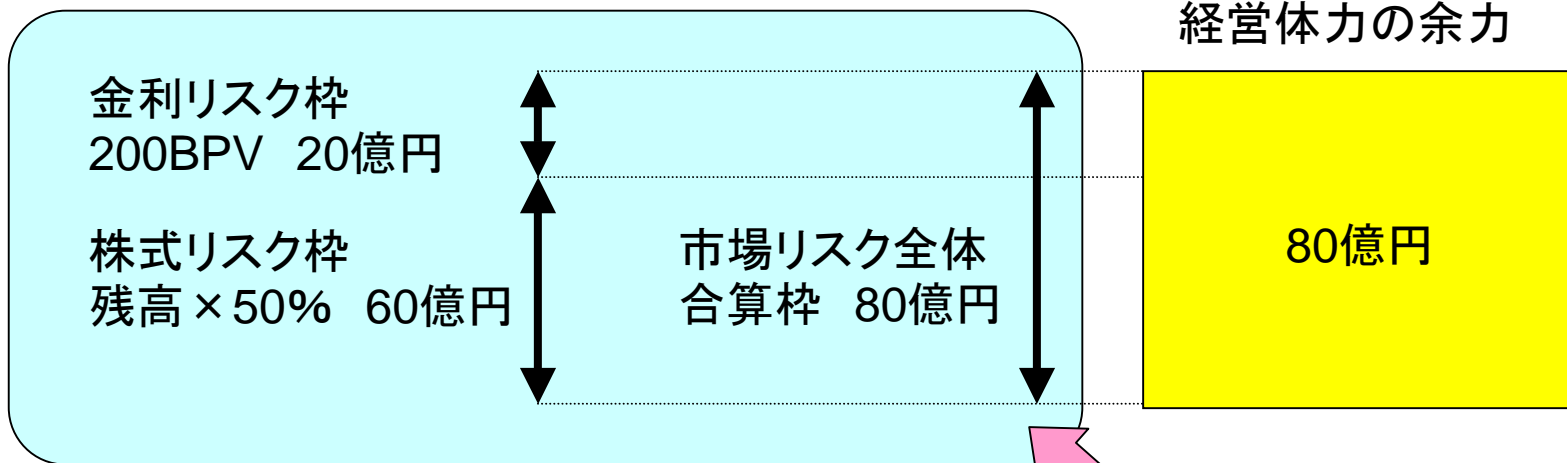 経営体力の余力
金利リスク枠
200BPV 20億円
株式リスク枠
残高×50% 60億円
市場リスク全体
合算枠 80億円
80億円